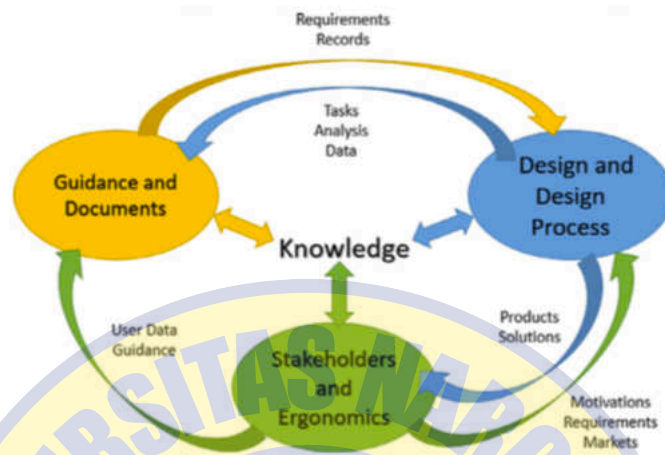 Requirements
Records
Tasks
Analysis
Data
Guidance and
Documents
Design and
Design
Process
Knowledge
User Data
Guidance
Products
Solutions
Stakeholders
and
Ergonomics
Motivations
Requirements
Markets